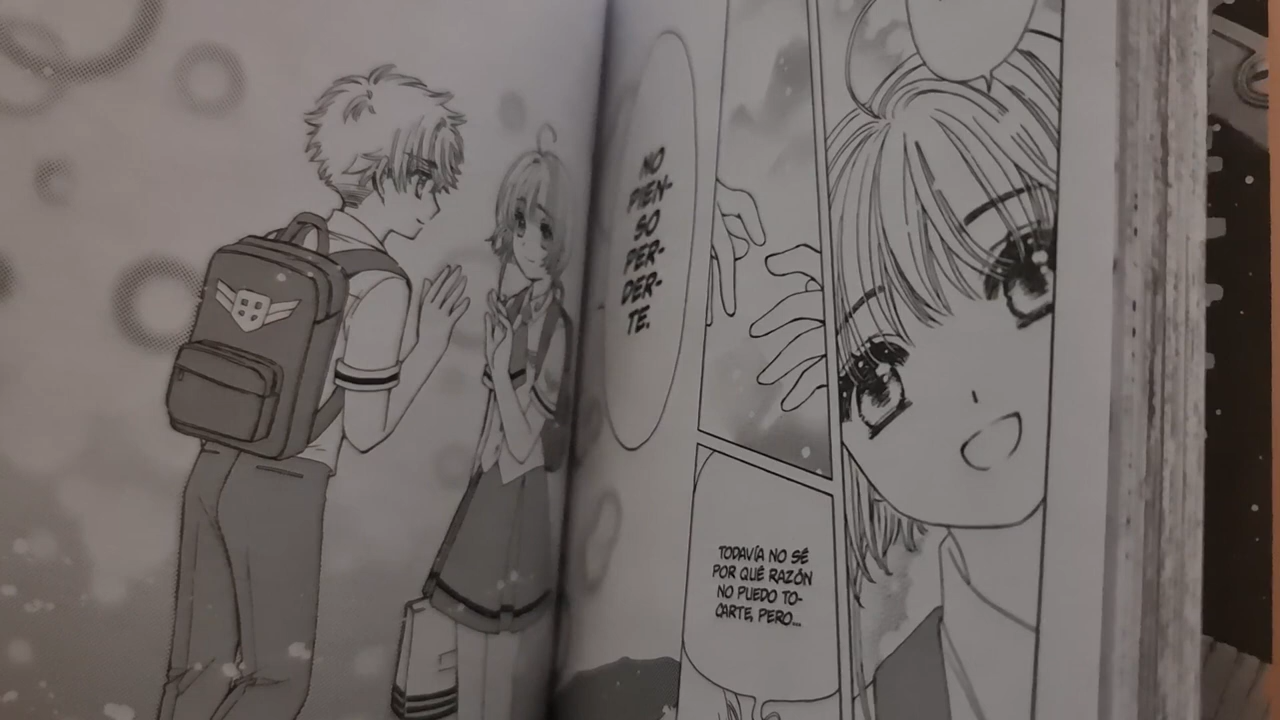 TODAVÍA NO SÉ
POR QUÉ RAZÓN
NO PUEDO TO-
CARTE, PERO...
NO
PIEN-
SO
PER-
DER-
TE.